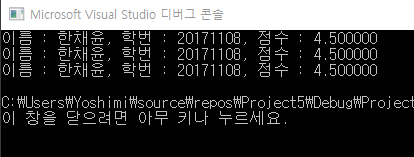 Microsoft Visual Studio 디버그 콘솔
이름 : 한채윤, 학번 : 20171108, 점수 : 4.500000
이름 : 한채윤, 학번 : 20171108, 점수 : 4.500000
이름 : 한채윤, 학번 : 20171108, 점수 : 4.500000
C:₩Users₩Yoshimi₩source₩repos₩Project5₩Debug₩Project
이 창을 닫으려면 아무 키나 누르세요.